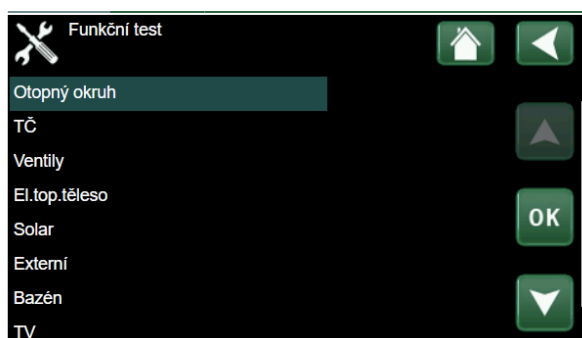 Funkční test
Otopný okruh
TČ
Ventily
El.top.těleso
OK
Solar
Externí
Bazén
TV